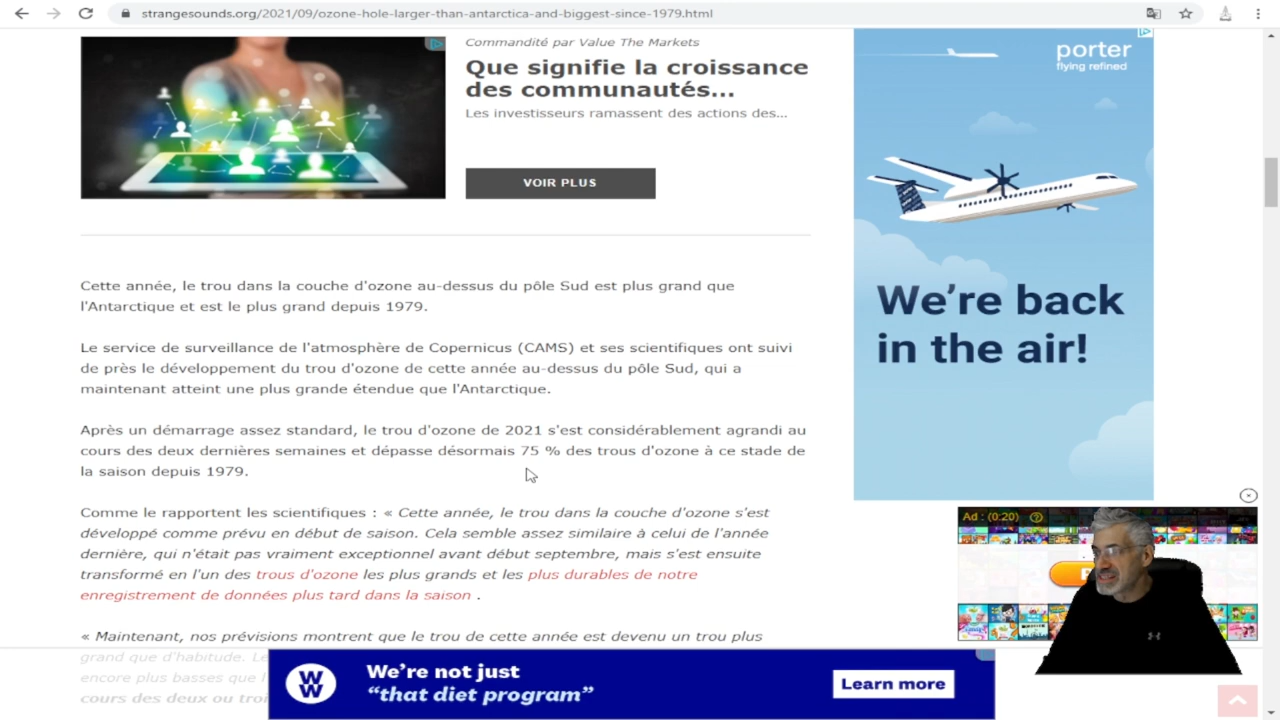 strangesounds.org/2021/09/ozone-hole-larger-than-antarctica-and-biggest-since-1979.html
Commandité par Value The Markets
Que signifie la croissance
des communautés...
Les investisseurs ramassent des actions des...
VOIR PLUS
porter
flying refined
We're back
in the air!
Cette année, le trou dans la couche d'ozone au-dessus du pôle Sud est plus grand que
l'Antarctique et est le plus grand depuis 1979.
Le service de surveillance de l'atmosphère de Copernicus (CAMS) et ses scientifiques ont suivi
de près le développement du trou d'ozone de cette année au-dessus du pôle Sud, qui a
maintenant atteint une plus grande étendue que l'Antarctique.
Après un démarrage assez standard, le trou d'ozone de 2021 s'est considérablement agrandi au
cours des deux dernières semaines et dépasse désormais 75 % des trous d'ozone à ce stade de
la saison depuis 1979.
Comme le rapportent les scientifiques : « Cette année, le trou dans la couche d'ozone s'est
développé comme prévu en début de saison. Cela semble assez similaire à celui de l'année
dernière, qui n'était pas vraiment exceptionnel avant début septembre, mais s'est ensuite
transformé en l'un des trous d'ozone les plus grands et les plus durables de notre
enregistrement de données plus tard dans la saison .
« Maintenant, nos prévisions montrent que le trou de cette année est devenu un trou plus
grand que d'habitude.
encore plus basses que
cours des deux ou
Ad : (0:20)
W
W
We're not just
"that diet program"
Learn more